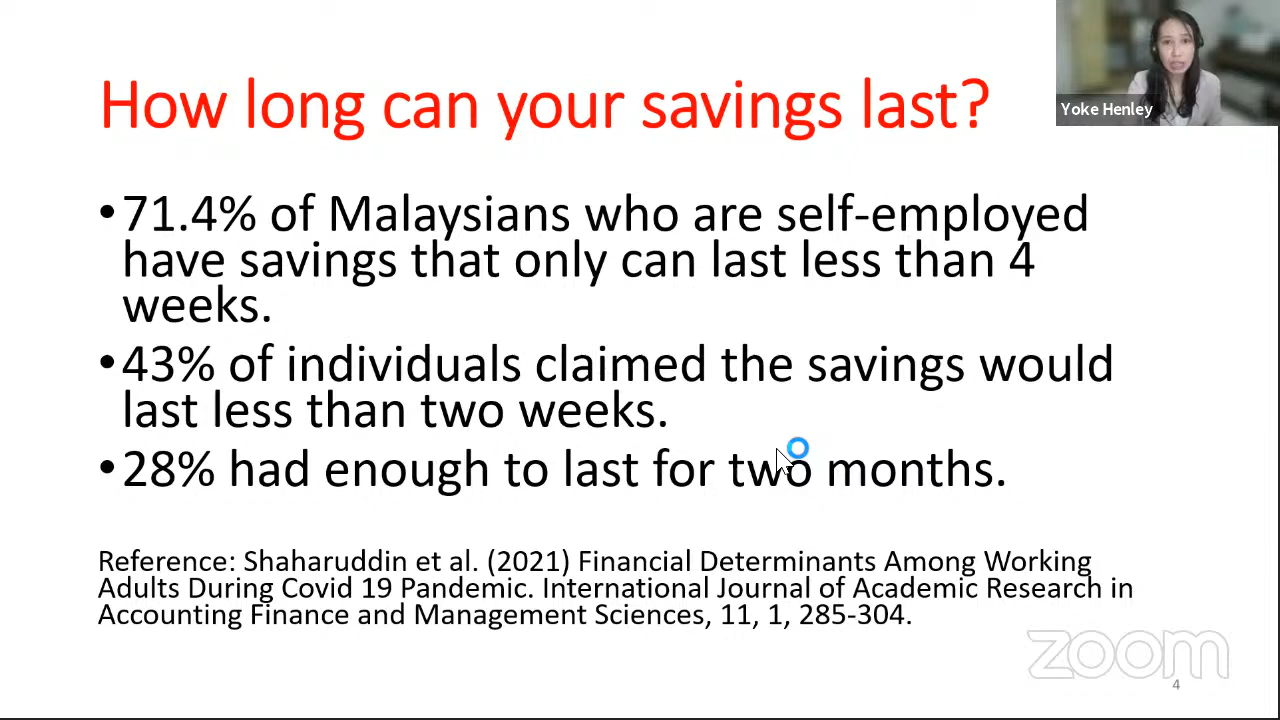 How long can your savings last?
Yoke Henley
•71.4% of Malaysians who are self-employed
have savings that only can last less than 4
weeks.
•43% of individuals claimed the savings would
last less than two weeks.
•28% had enough to last for two months.
Reference: Shaharuddin et al. (2021) Financial Determinants Among Working
Adults During Covid 19 Pandemic. International Journal of Academic Research in
Accounting Finance and Management Sciences, 11, 1, 285-304.
zoom
4